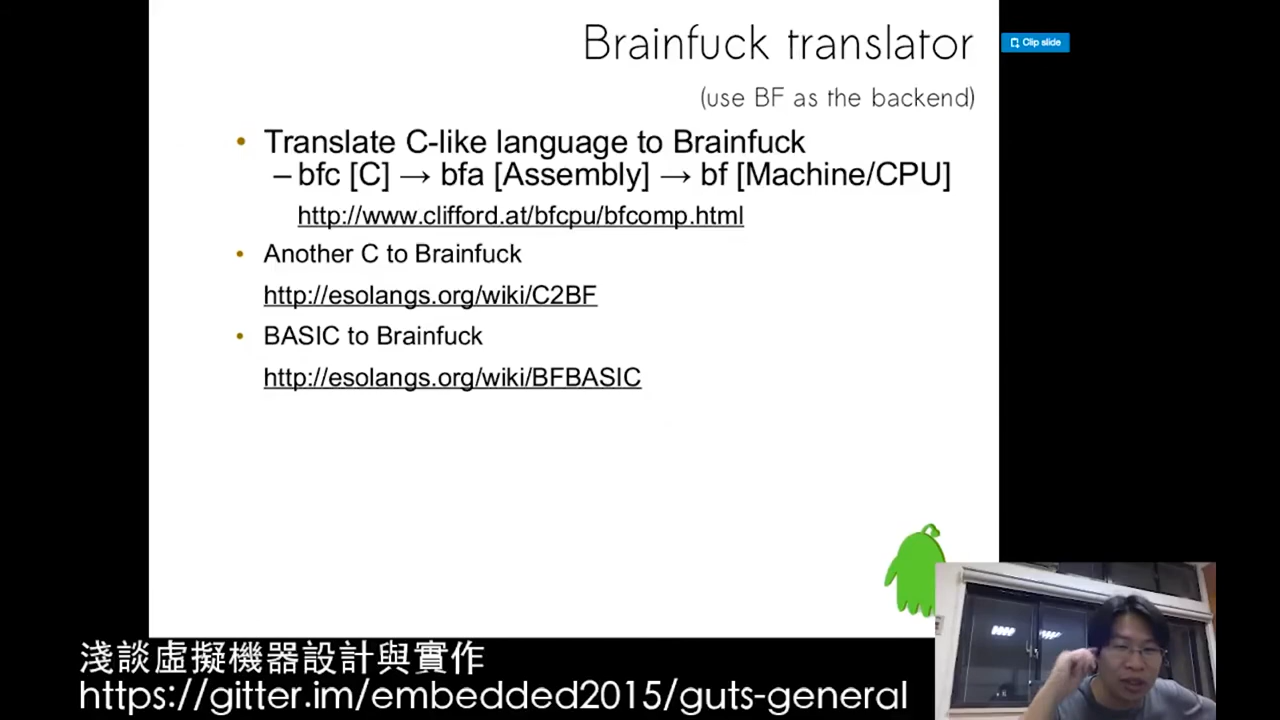 Brainfuck translator
Clip slide
(use BF as the backend)
• Translate C-like language to Brainfuck
– bfc [C] → bfa [Assembly] → bf [Machine/CPU]
http://www.clifford.at/bfcpu/bfcomp.html
• Another C to Brainfuck
http://esolangs.org/wiki/C2BF
• BASIC to Brainfuck
http://esolangs.org/wiki/BFBASIC
淺談虛擬機器設計與實作
https://gitter.im/embedded2015/guts-general